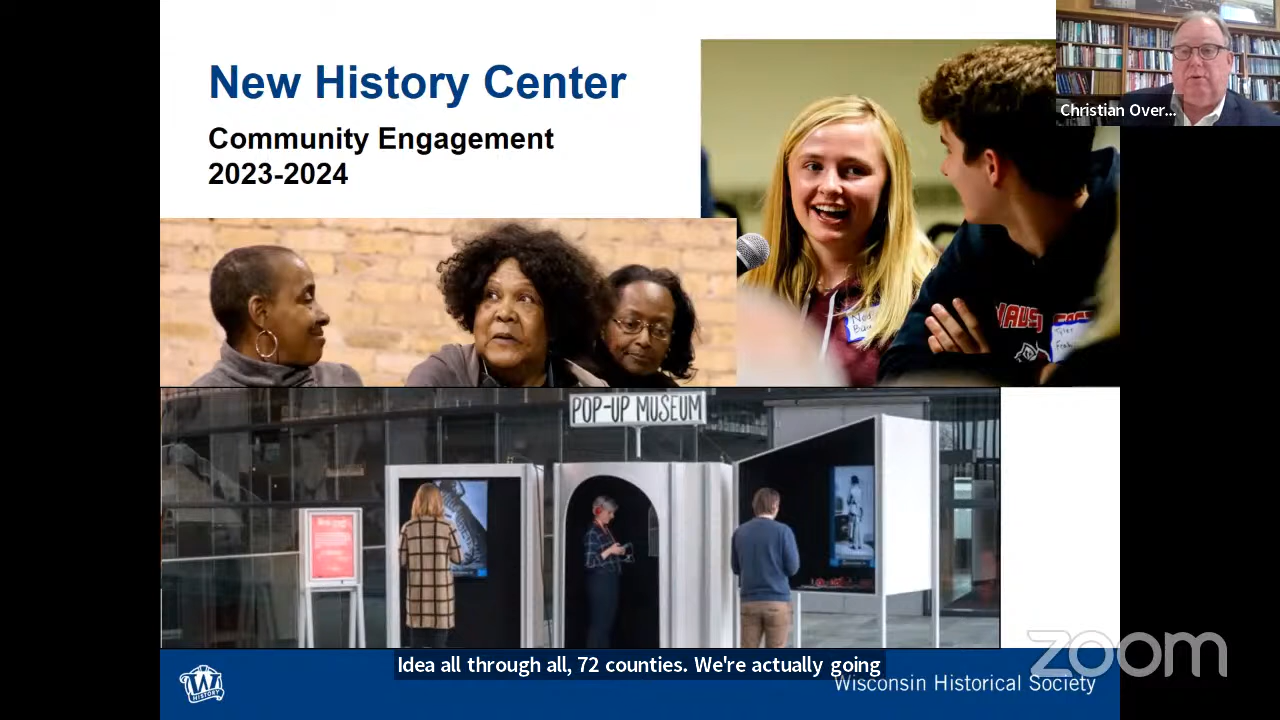 New History Center
Community Engagement
2023-2024
Christian Over...
POP-UP MUSEUM
Idea all through all, 72 counties. We're actually going
W
HISTORY
Wisconsin Historical Society
zoom